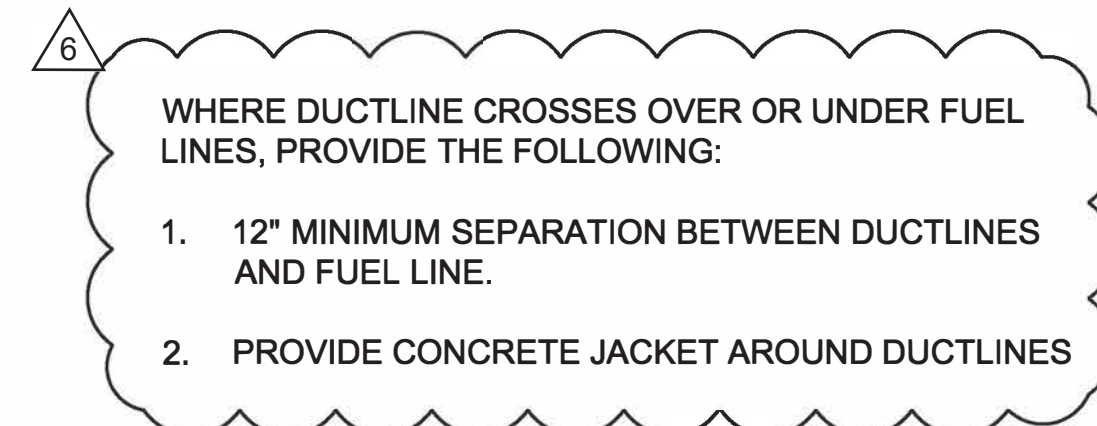 6
WHERE DUCTLINE CROSSES OVER OR UNDER FUEL
LINES, PROVIDE THE FOLLOWING:
1. 12" MINIMUM SEPARATION BETWEEN DUCTLINES
AND FUEL LINE.
2. PROVIDE CONCRETE JACKET AROUND DUCTLINES